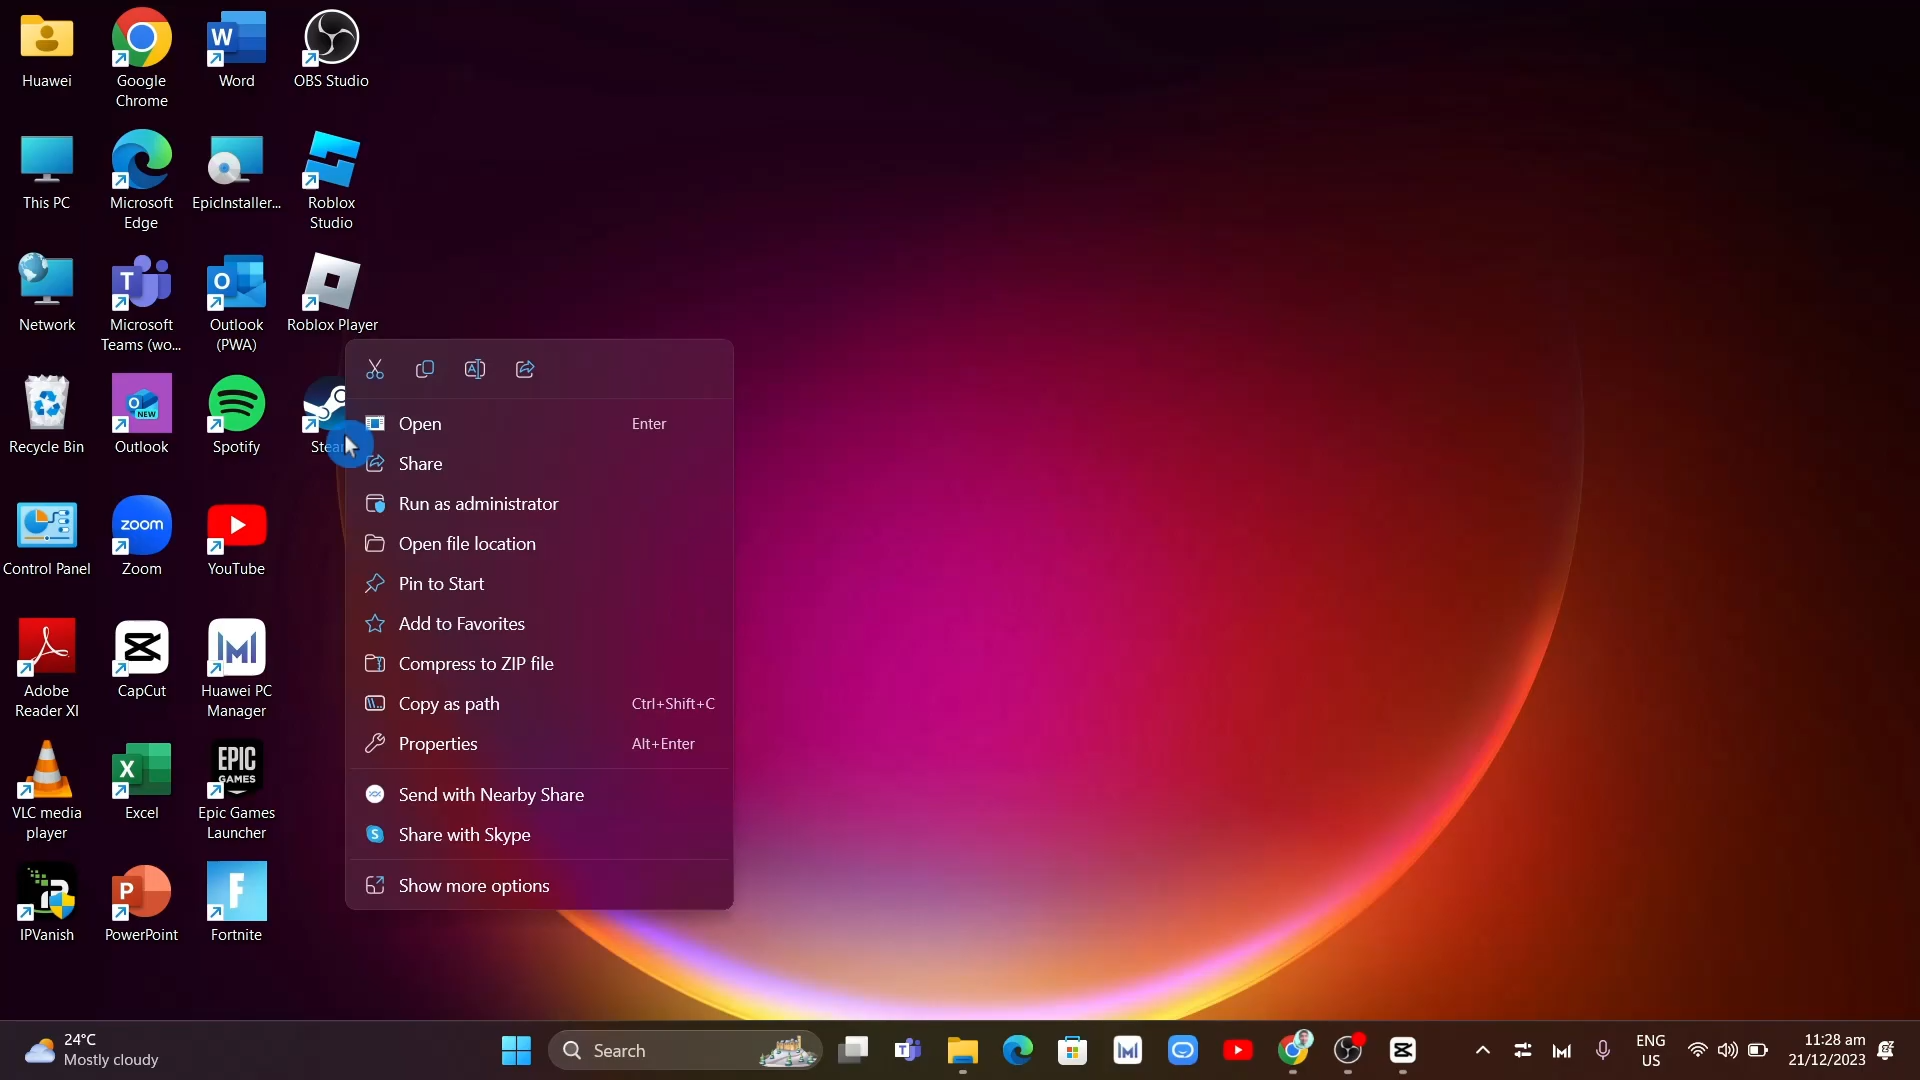 Huawei
Google
Chrome
Word
OBS Studio
This PC
Microsoft
Edge
EpicInstaller...
Roblox
Studio
Network
T
Microsoft
Teams (wo...
O
Outlook
(PWA)
Roblox Player
Recycle Bin
NEW
Outlook
Spotify
Control Panel
zoom
Zoom
YouTube
Adobe
Reader XI
CapCut
Huawei PC
Manager
VLC media
player
X
Excel
EPIC
GAMES
Epic Games
Launcher
IPVanish
P
PowerPoint
F
Fortnite
Open Enter
Share
Run as administrator
Open file location
Pin to Start
Add to Favorites
Compress to ZIP file
Copy as path Ctrl+Shift+C
Properties Alt+Enter
Send with Nearby Share
Share with Skype
Show more options
24°C
Mostly cloudy
Search
ENG
US
11:28 am
21/12/2023